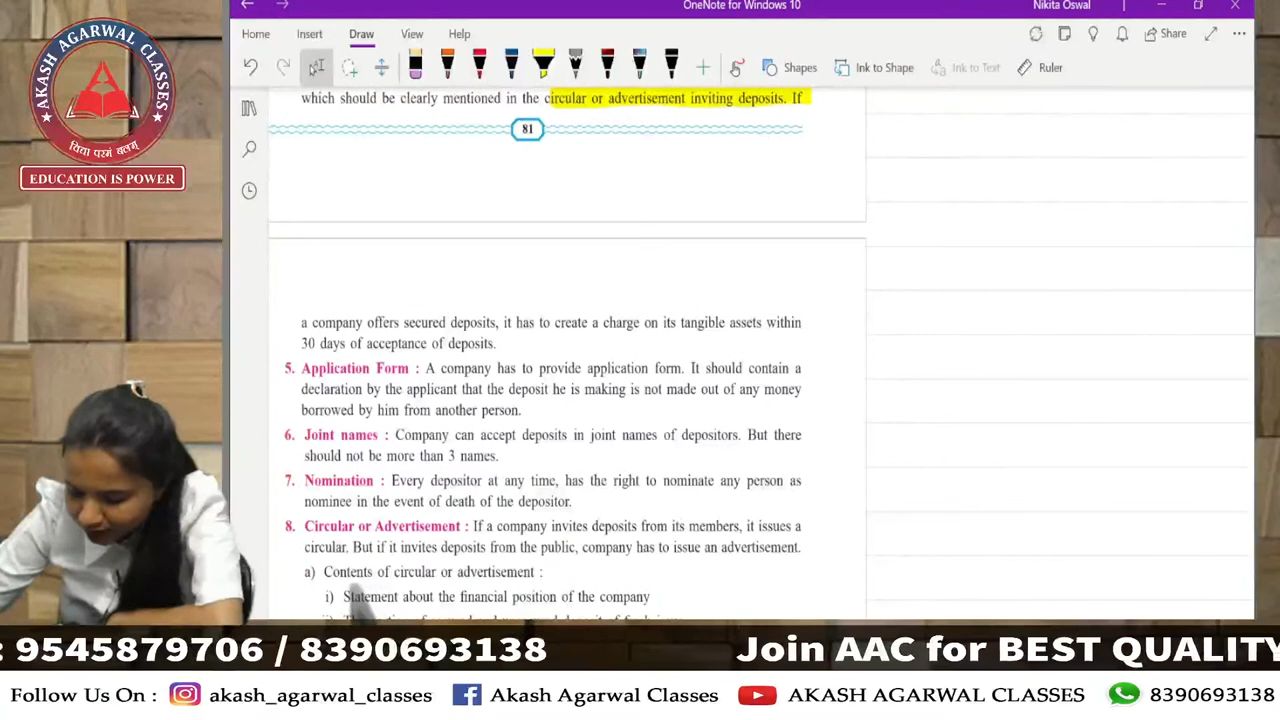 OneNote for Windows 10
Nikita Oswal
Home Insert Draw View Help
Share
Shapes
Ink to Shape
Ink to Text
Ruler
AKASH AGARWAL CLASSES
विद्या परमं बलम्
EDUCATION IS POWER
which should be clearly mentioned in the circular or advertisement inviting deposits. If
81
a company offers secured deposits, it has to create a charge on its tangible assets within
30 days of acceptance of deposits.
5. Application Form : A company has to provide application form. It should contain a
declaration by the applicant that the deposit he is making is not made out of any money
borrowed by him from another person.
6. Joint names : Company can accept deposits in joint names of depositors. But there
should not be more than 3 names.
7. Nomination : Every depositor at any time, has the right to nominate any person as
nominee in the event of death of the depositor.
8. Circular or Advertisement : If a company invites deposits from its members, it issues a
circular. But if it invites deposits from the public, company has to issue an advertisement.
a) Contents of circular or advertisement :
i) Statement about the financial position of the company
: 9545879706 / 8390693138
Join AAC for BEST QUALITY
Follow Us On : akash_agarwal_classes Akash Agarwal Classes AKASH AGARWAL CLASSES 8390693138